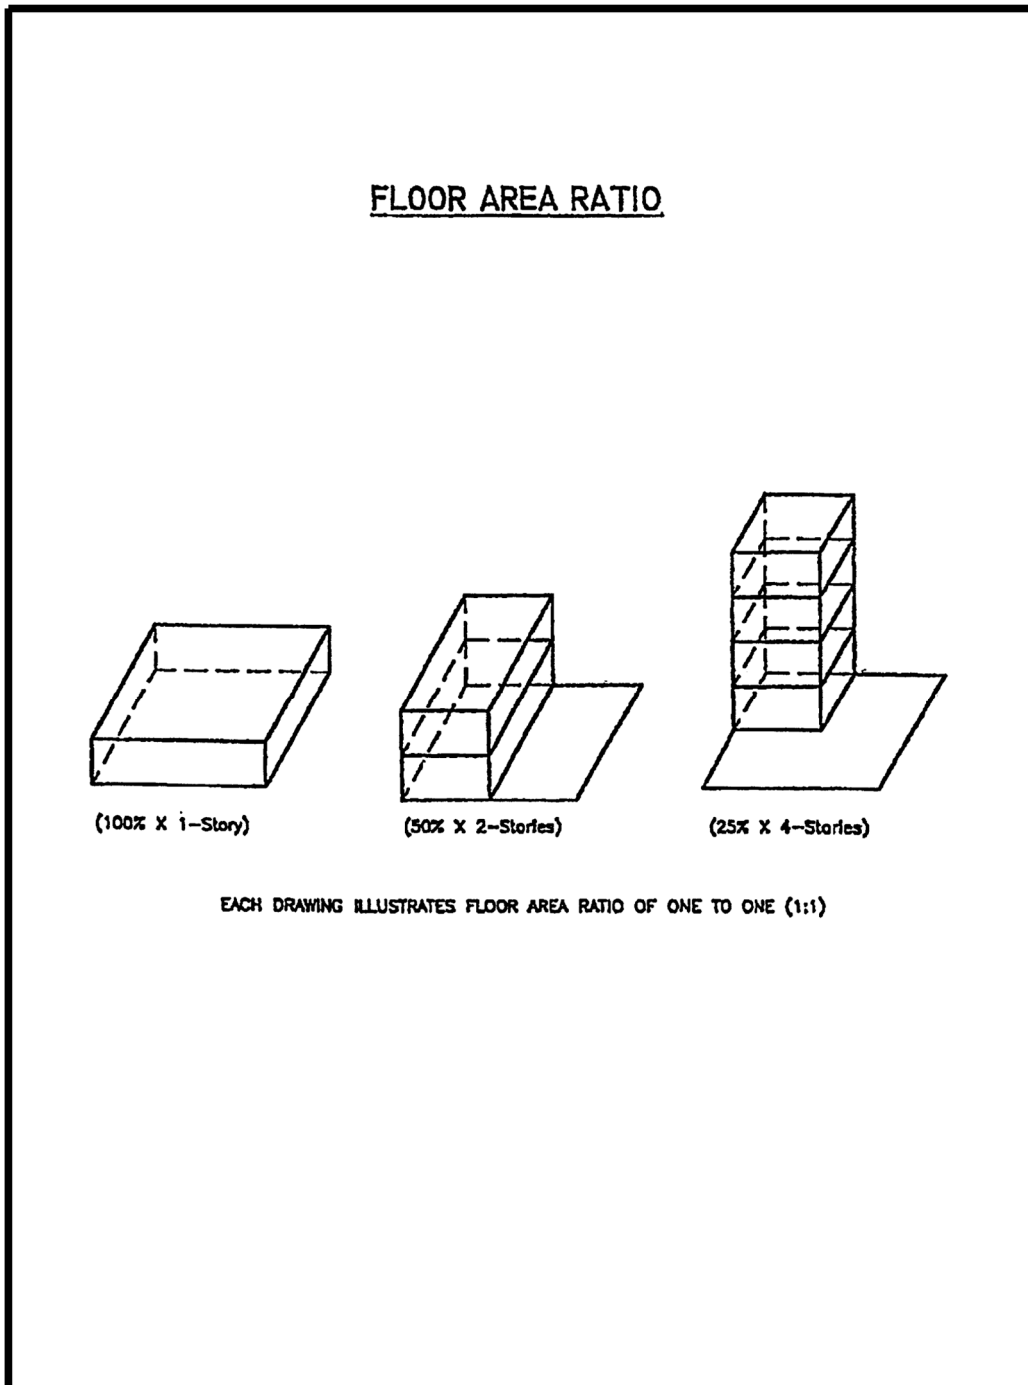 FLOOR AREA RATIO
(100% X 1-Story)
(50% X 2-Stories)
(25% X 4-Stories)
EACH DRAWING ILLUSTRATES FLOOR AREA RATIO OF ONE TO ONE (1:1)